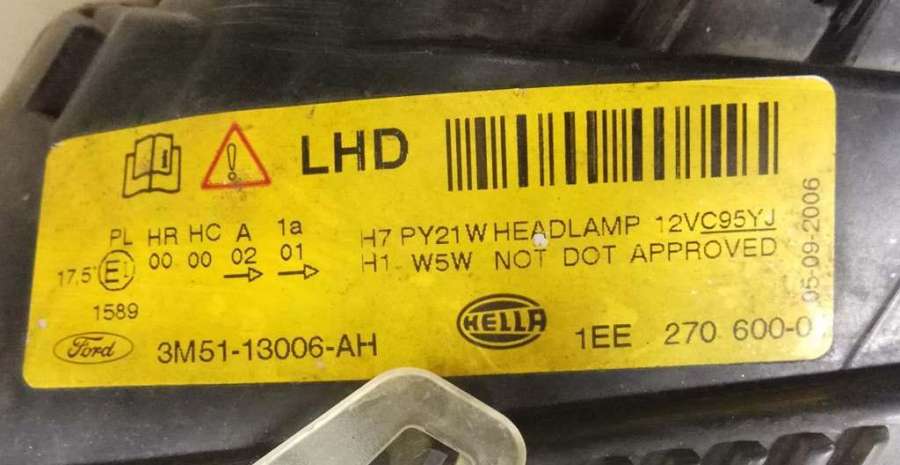 LHD
PL HR HC A 1a
17,5' E1 00 00 02 01
1589
H7 PY21W HEADLAMP 12VC95YJ
H1 W5W NOT DOT APPROVED
05-09-2006
Ford 3M51-13006-AH
HELLA
1EE 270 600-0